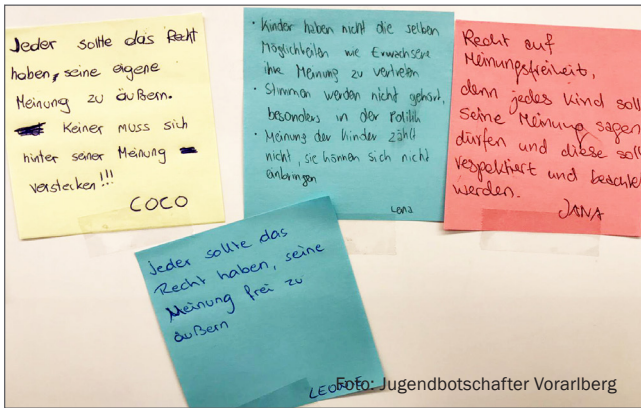 Jeder sollte das Recht
haben, seine eigene
Meinung zu äußern.
Keiner muss sich
hinter seiner Meinung
verstecken!!!
COCO
• Kinder haben nicht die selben
Möglichkeiten wie Erwachsene
ihre Meinung zu vertreten
• Stimmen werden nicht gehört,
besonders in der Politik
• Meinung der Kinder zählt
nicht, sie können sich nicht
einbringen
Lena
Recht auf
Meinungsfreiheit,
denn jedes Kind soll
seine Meinung sagen
dürfen und diese soll
respektiert und beachtet
werden.
JANA
Jeder sollte das
Recht haben, seine
Meinung frei zu
äußern
Foto: Jugendbotschafter Vorarlberg